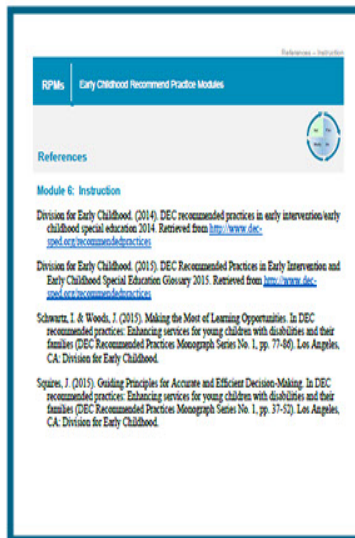 References – Instruction
RPMs Early Childhood Recommend Practice Modules
References
Module 6: Instruction
Division for Early Childhood. (2014). DEC recommended practices in early intervention/early
childhood special education 2014. Retrieved from http://www.dec-
sped.org/recommendedpractices
Division for Early Childhood. (2015). DEC Recommended Practices in Early Intervention and
Early Childhood Special Education Glossary 2015. Retrieved from http://www.dec-
sped.org/recommendedpractices
Schwartz, I. & Woods, J. (2015). Making the Most of Learning Opportunities. In DEC
recommended practices: Enhancing services for young children with disabilities and their
families (DEC Recommended Practices Monograph Series No. 1, pp. 77-86). Los Angeles,
CA: Division for Early Childhood.
Squires, J. (2015). Guiding Principles for Accurate and Efficient Decision-Making. In DEC
recommended practices: Enhancing services for young children with disabilities and their
families (DEC Recommended Practices Monograph Series No. 1, pp. 37-52). Los Angeles,
CA: Division for Early Childhood.